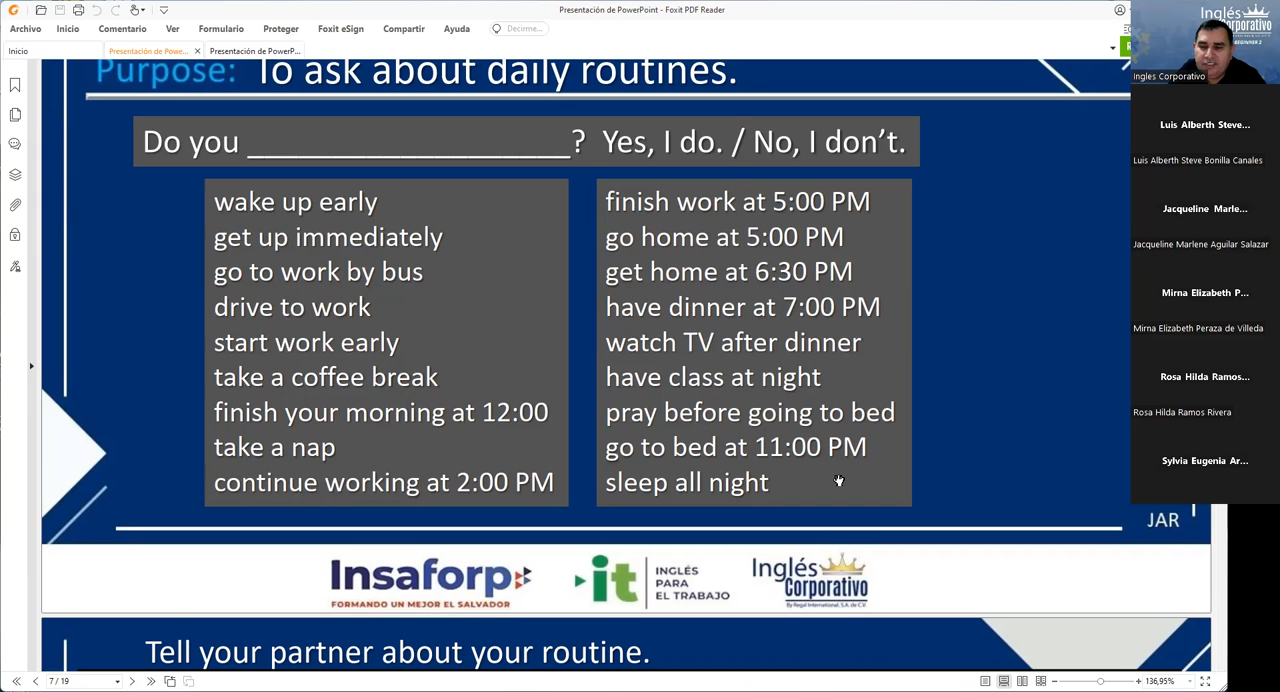 Presentación de PowerPoint - Foxit PDF Reader
Archivo Inicio Comentario Ver Formulario Proteger Foxit eSign Compartir Ayuda Decirme...
Inicio Presentación de Powe... Presentación de PowerP...
Purpose: To ask about daily routines.
Do you ____________________? Yes, I do. / No, I don't.
wake up early
get up immediately
go to work by bus
drive to work
start work early
take a coffee break
finish your morning at 12:00
take a nap
continue working at 2:00 PM
finish work at 5:00 PM
go home at 5:00 PM
get home at 6:30 PM
have dinner at 7:00 PM
watch TV after dinner
have class at night
pray before going to bed
go to bed at 11:00 PM
sleep all night
JAR
Insaforp
FORMANDO UN MEJOR EL SALVADOR
it
INGLÉS
PARA
EL TRABAJO
Inglés
Corporativo
By Regal International, S.A. de C.V.
Tell your partner about your routine.
7 / 19
136,95%
Inglés
Corporativo
BEGINNER 2
Ingles Corporativo
Luis Alberth Steve...
Luis Alberth Steve Bonilla Canales
Jacqueline Marle...
Jacqueline Marlene Aguilar Salazar
Mirna Elizabeth P...
Mirna Elizabeth Peraza de Villeda
Rosa Hilda Ramos...
Rosa Hilda Ramos Rivera
Sylvia Eugenia Ar...